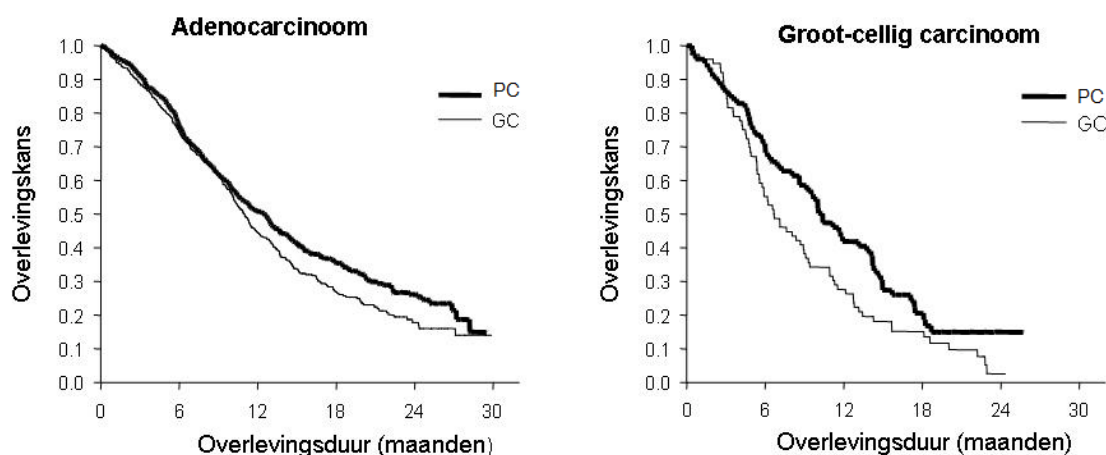 Adenocarcinoom
1.0
0.9
0.8
0.7
0.6
0.5
0.4
0.3
0.2
0.1
0.0
Overlevingskans
PC
GC
0 6 12 18 24 30
Overlevingsduur (maanden)
Groot-cellig carcinoom
1.0
0.9
0.8
0.7
0.6
0.5
0.4
0.3
0.2
0.1
0.0
Overlevingskans
PC
GC
0 6 12 18 24 30
Overlevingsduur (maanden)